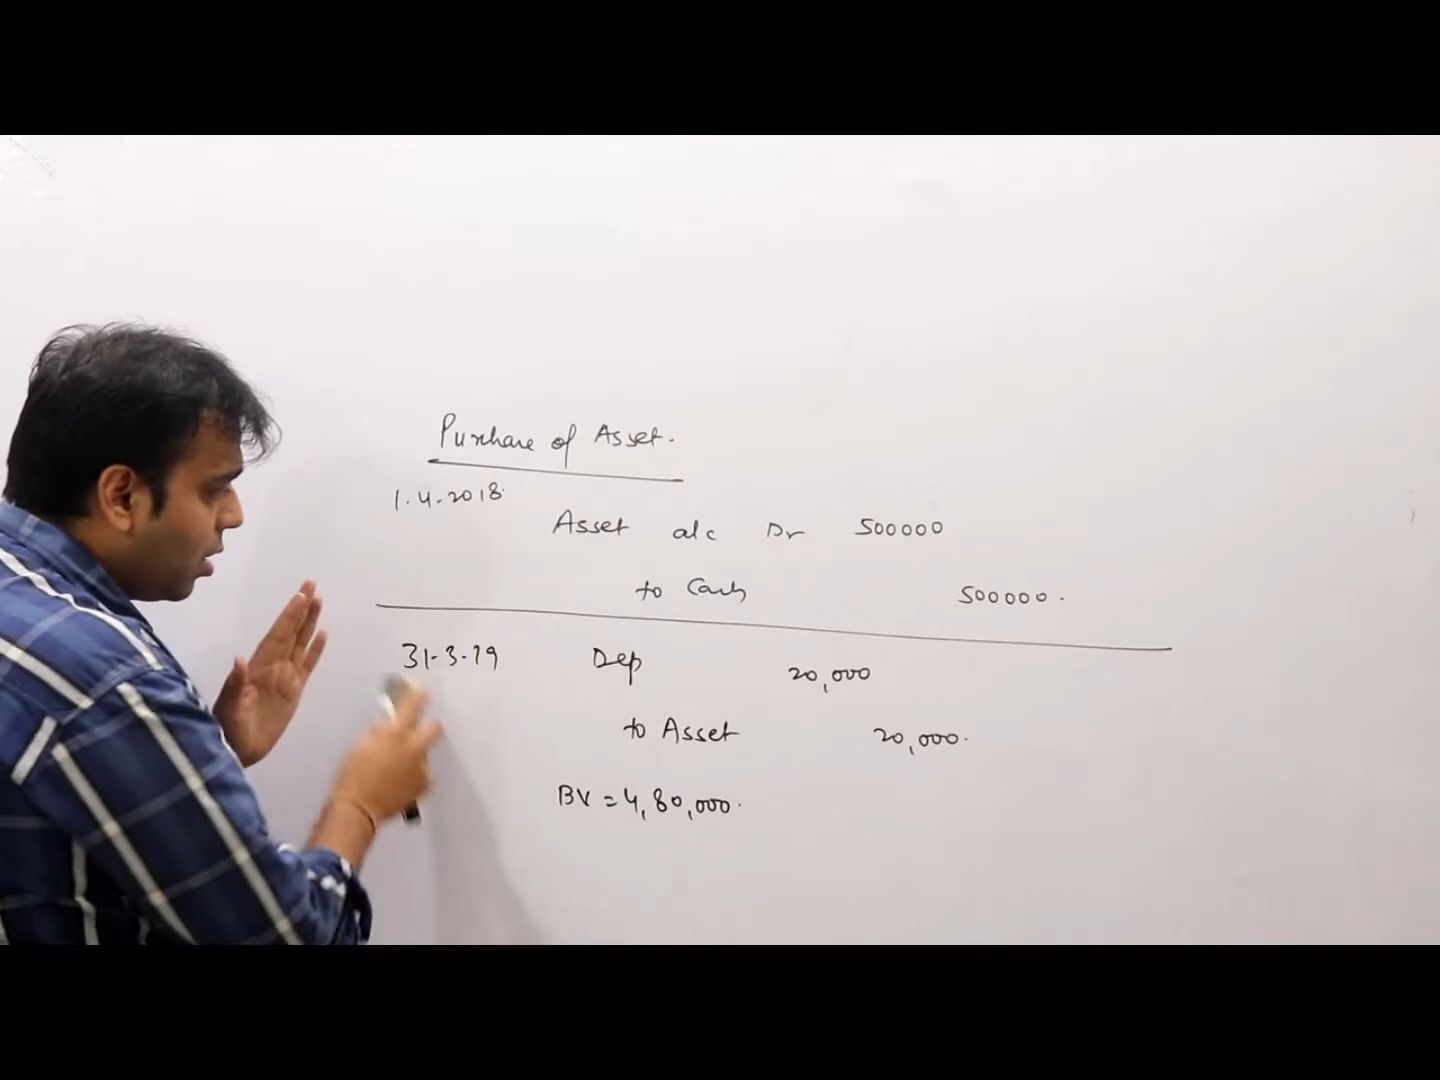 Purchase of Asset.
1.4.2018.
Asset a/c Dr 500000
to Cash 500000.
31-3-19 Dep 20,000
to Asset 20,000.
BV = 4,80,000.